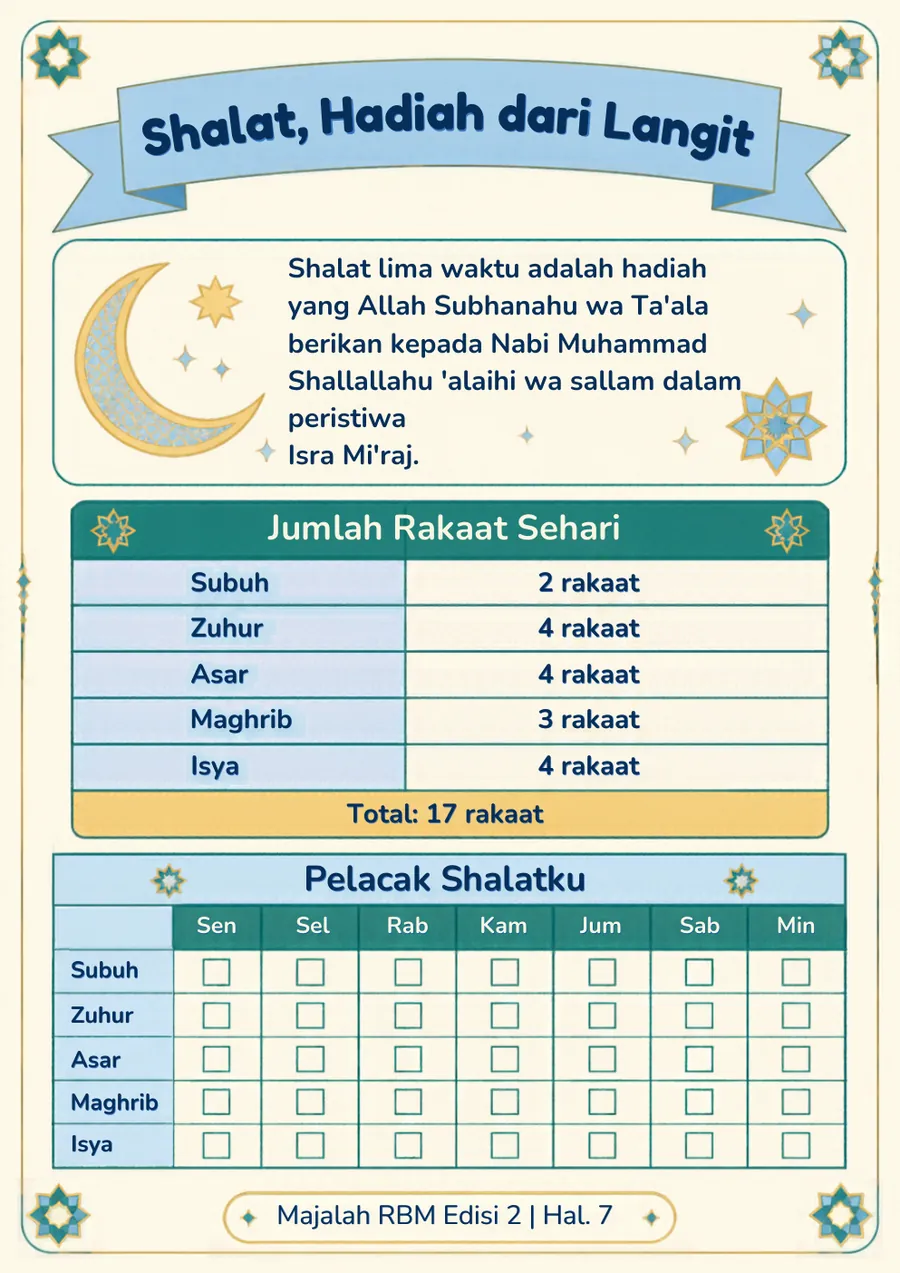 Shalat, Hadiah dari Langit
Shalat lima waktu adalah hadiah
yang Allah Subhanahu wa Ta'ala
berikan kepada Nabi Muhammad
Shallallahu 'alaihi wa sallam dalam
peristiwa
Isra Mi'raj.
Jumlah Rakaat Sehari
Subuh 2 rakaat
Zuhur 4 rakaat
Asar 4 rakaat
Maghrib 3 rakaat
Isya 4 rakaat
Total: 17 rakaat
Pelacak Shalatku
Sen Sel Rab Kam Jum Sab Min
Subuh
Zuhur
Asar
Maghrib
Isya
Majalah RBM Edisi 2 | Hal. 7